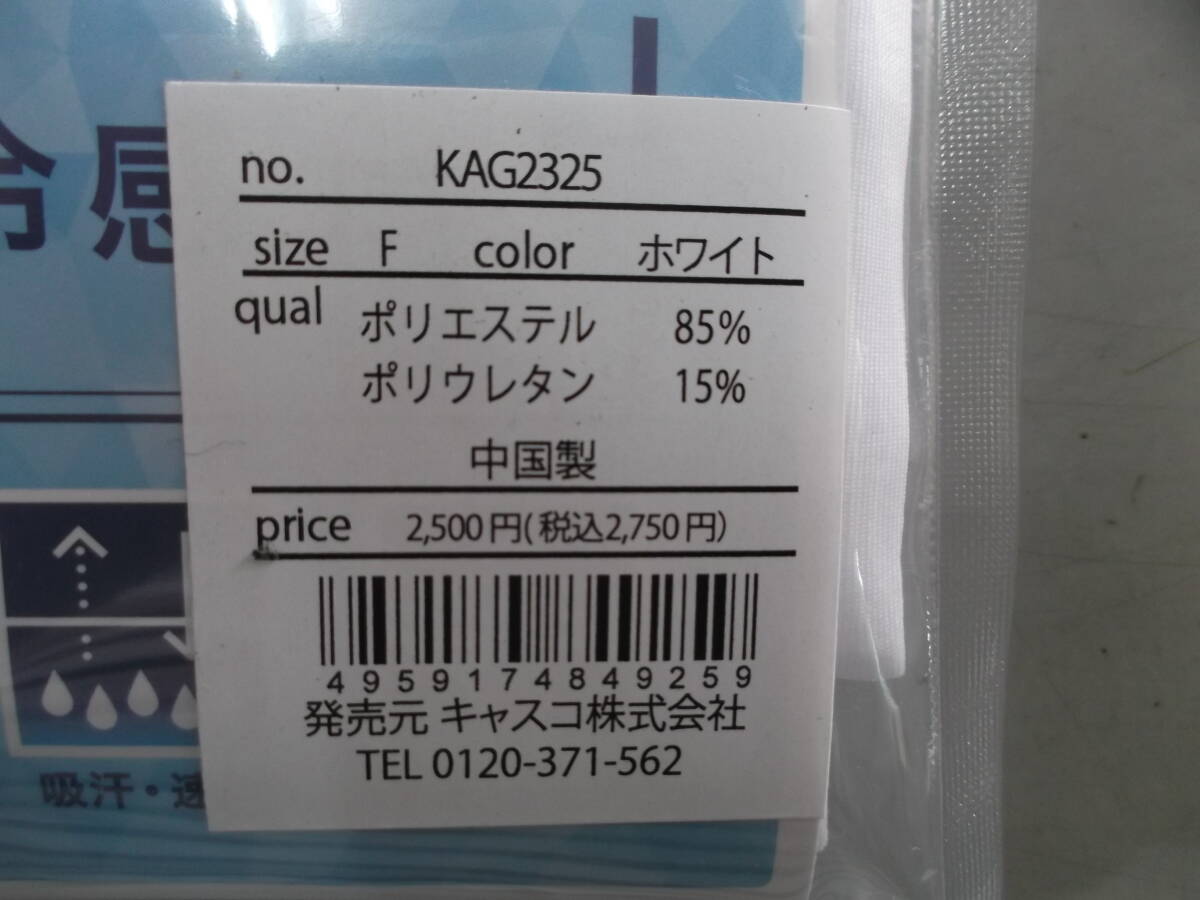 冷感
no. KAG2325
size F color ホワイト
qual ポリエステル 85%
ポリウレタン 15%
中国製
price 2,500円(税込2,750円)
4959174849259
発売元 キャスコ株式会社
TEL 0120-371-562
吸汗・速